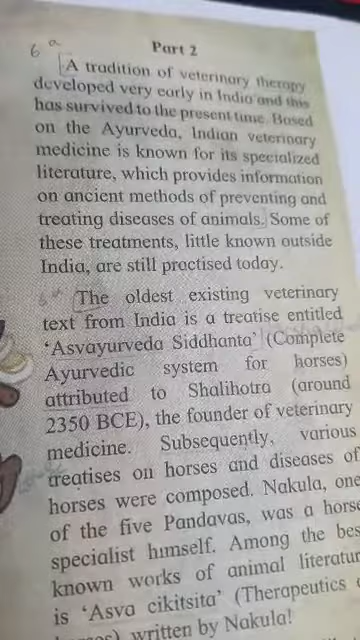 Part 2
A tradition of veterinary therapy
developed very early in India and this
has survived to the present time. Based
on the Ayurveda, Indian veterinary
medicine is known for its specialized
literature, which provides information
on ancient methods of preventing and
treating diseases of animals. Some of
these treatments, little known outside
India, are still practised today.
The oldest existing veterinary
text from India is a treatise entitled
'Asvayurveda Siddhanta' (Complete
Ayurvedic system for horses)
attributed to Shalihotra (around
2350 BCE), the founder of veterinary
medicine. Subsequently, various
treatises on horses and diseases of
horses were composed. Nakula, one
of the five Pandavas, was a horse
specialist himself. Among the bes
known works of animal literatur
is 'Asva cikitsita' (Therapeutics
written by Nakula!